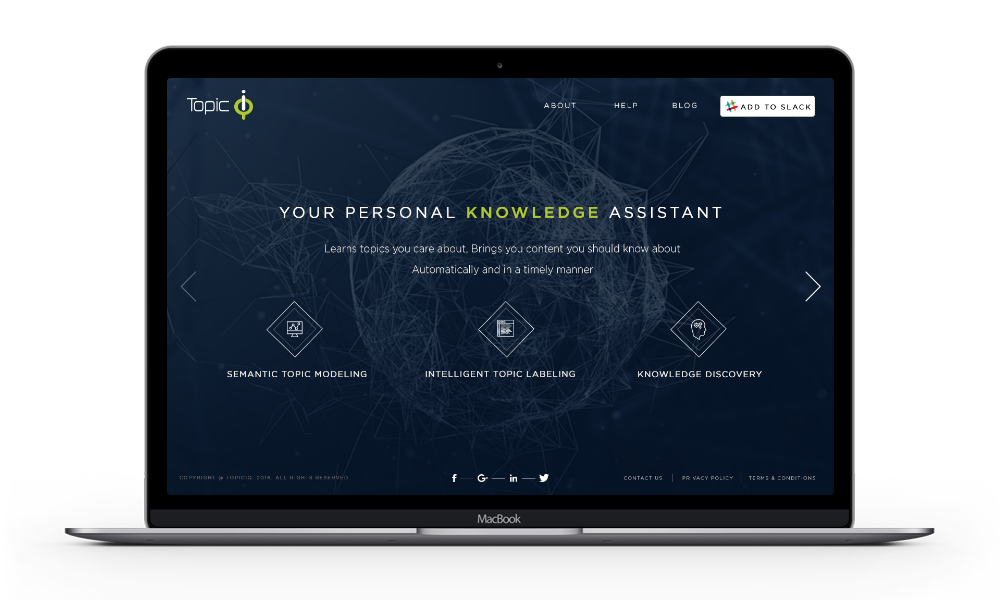 Topic iQ
ABOUT
HELP
BLOG
ADD TO SLACK
YOUR PERSONAL KNOWLEDGE ASSISTANT
Learns topics you care about, Brings you content you should know about
Automatically and in a timely manner
SEMANTIC TOPIC MODELING
INTELLIGENT TOPIC LABELING
KNOWLEDGE DISCOVERY
COPYRIGHT @ TOPICIQ, 2016. ALL RIGHTS RESERVED
f
G+
in
CONTACT US
PRIVACY POLICY
TERMS & CONDITIONS
MacBook